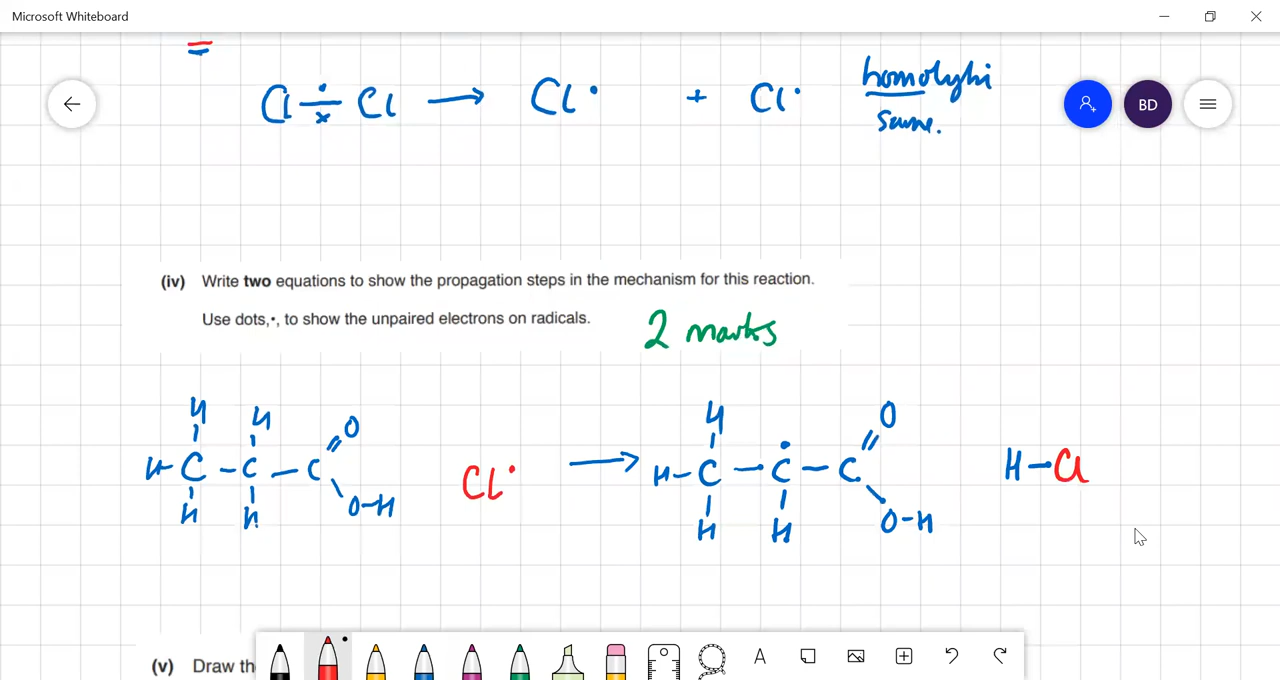 Microsoft Whiteboard
Cl ÷ Cl → Cl• + Cl• homolytic
x
same.
BD
(iv) Write two equations to show the propagation steps in the mechanism for this reaction.
Use dots,•, to show the unpaired electrons on radicals.
2 marks
H H O H O
H - C - C - C Cl• → H - C - C• - C H - Cl
H H O-H H H O-H
(v) Draw th
A